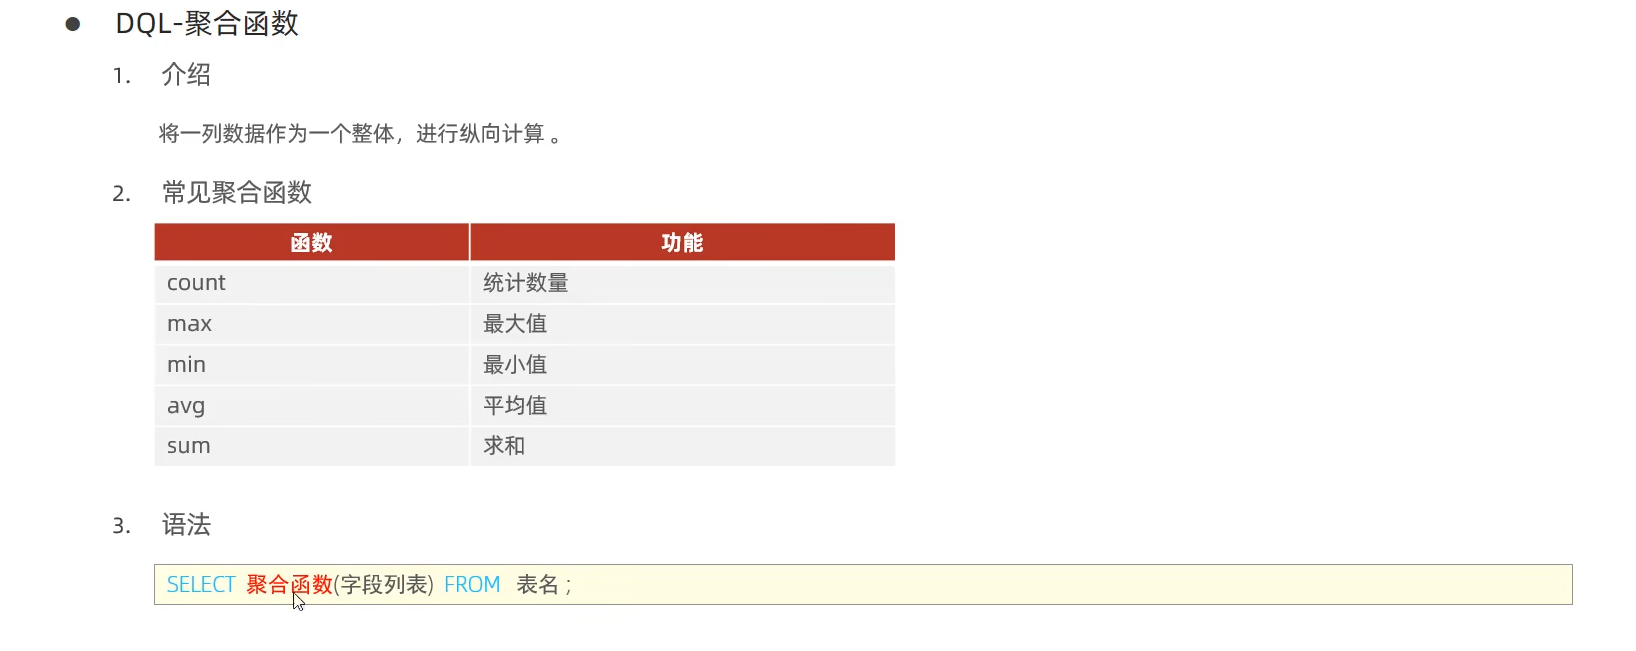 ● DQL-聚合函数
1. 介绍
将一列数据作为一个整体，进行纵向计算 。
2. 常见聚合函数
函数 功能
count 统计数量
max 最大值
min 最小值
avg 平均值
sum 求和
3. 语法
SELECT 聚合函数(字段列表) FROM 表名 ;